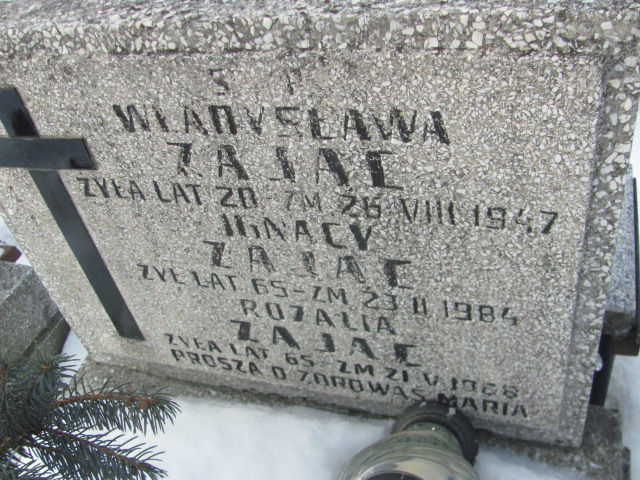 Ś P
WŁADYSŁAWA
ZAJĄC
ŻYŁA LAT 20 - ZM 26 VIII 1947
IGNACY
ZAJĄC
ŻYŁ LAT 65 - ZM 23 II 1984
ROZALIA
ZAJĄC
ŻYŁA LAT 65 - ZM 21 V 1986
PROSZĄ O ZDROWAŚ MARIA